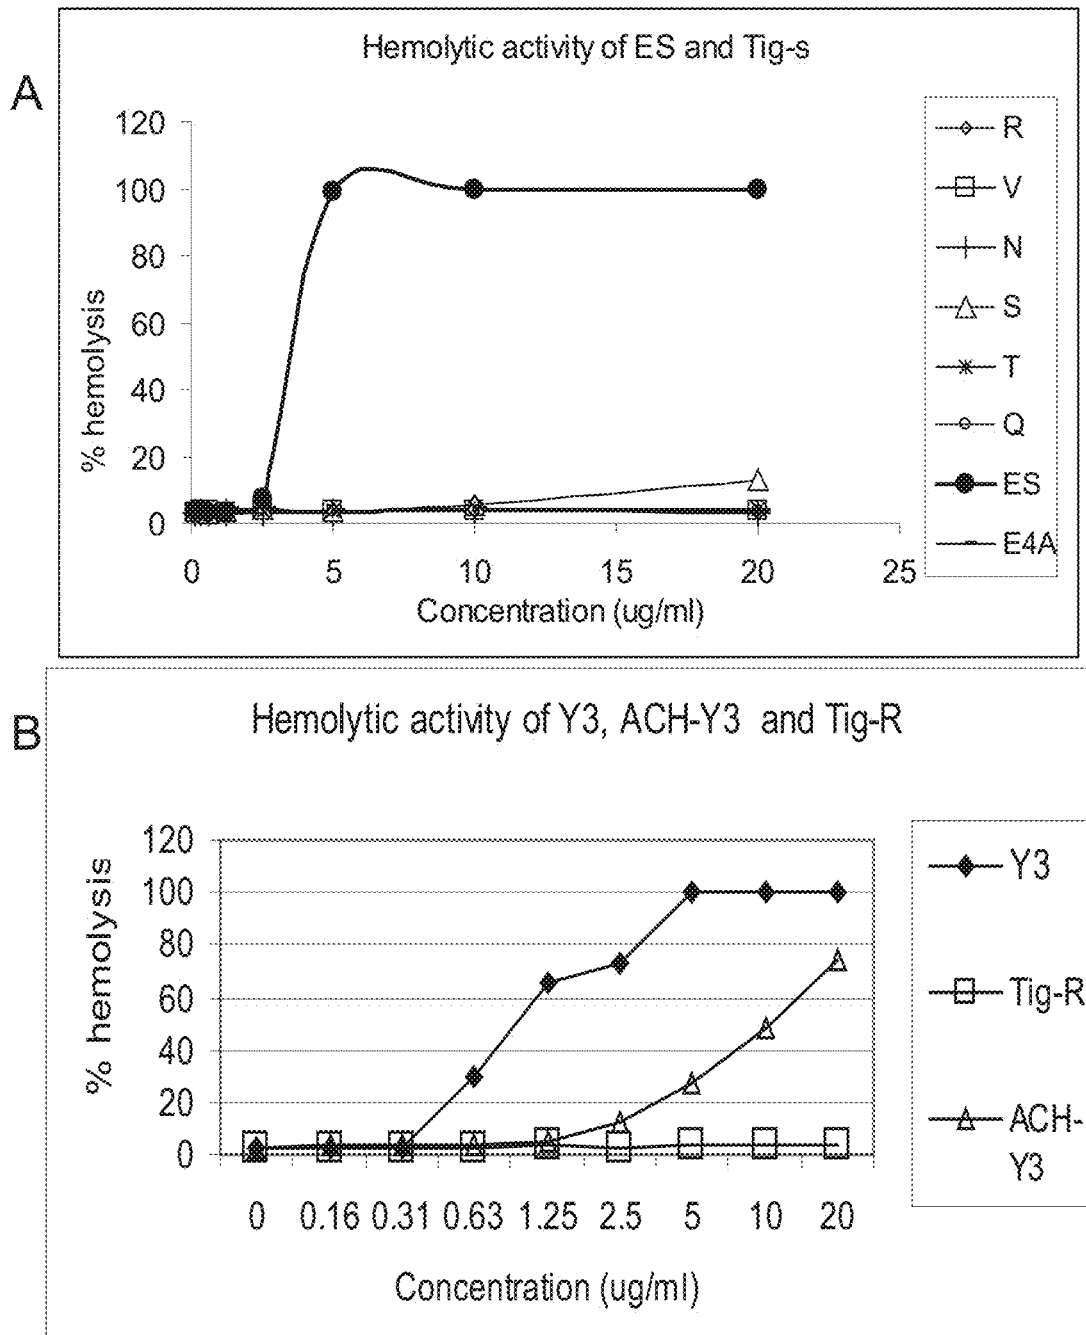 A
Hemolytic activity of ES and Tig-s
% hemolysis
120
100
80
60
40
20
0
0 5 10 15 20 25
Concentration (ug/ml)
R
V
N
S
T
Q
ES
E4A
B
Hemolytic activity of Y3, ACH-Y3 and Tig-R
% hemolysis
120
100
80
60
40
20
0
0 0.16 0.31 0.63 1.25 2.5 5 10 20
Concentration (ug/ml)
Y3
Tig-R
ACH-
Y3